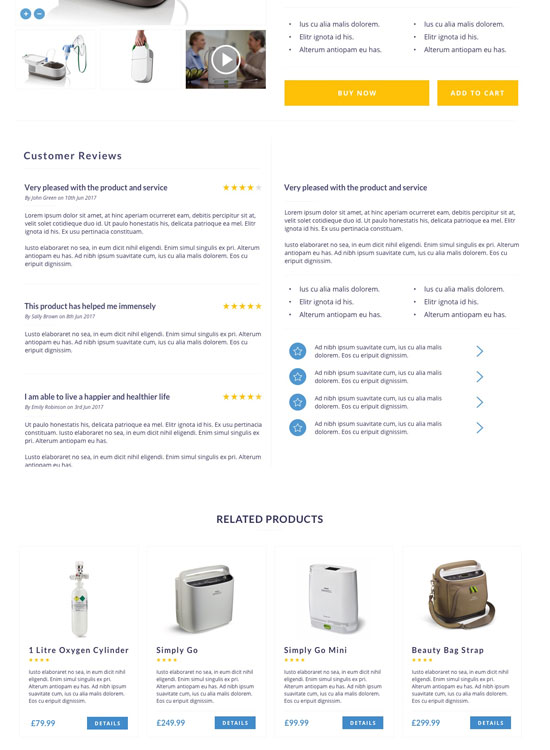 • Ius cu alia malis dolorem.
• Elitr ignota id his.
• Alterum antiopam eu has.
• Ius cu alia malis dolorem.
• Elitr ignota id his.
• Alterum antiopam eu has.
BUY NOW
ADD TO CART
Customer Reviews
Very pleased with the product and service
By John Green on 10th Jun 2017
Lorem ipsum dolor sit amet, at hinc aperiam ocurreret eam, debitis percipitur sit at,
velit solet cotidieque duo id. Ut paulo honestatis his, delicata patrioque ea mel. Elitr
ignota id his. Ex usu pertinacia constituam.
Iusto elaboraret no sea, in eum dicit nihil eligendi. Enim simul singulis ex pri. Alterum
antiopam eu has. Ad nibh ipsum suavitate cum, ius cu alia malis dolorem. Eos cu
eripuit dignissim.
This product has helped me immensely
By Sally Brown on 8th Jun 2017
Lusto elaboraret no sea, in eum dicit nihil eligendi. Enim simul singulis ex pri. Alterum
antiopam eu has. Ad nibh ipsum suavitate cum, ius cu alia malis dolorem. Eos cu
eripuit dignissim.
I am able to live a happier and healthier life
By Emily Robinson on 3rd Jun 2017
Ut paulo honestatis his, delicata patrioque ea mel. Elitr ignota id his. Ex usu pertinacia
constituam. Iusto elaboraret no sea, in eum dicit nihil eligendi. Enim simul singulis ex
pri. Alterum antiopam eu has.
Lusto elaboraret no sea, in eum dicit nihil eligendi. Enim simul singulis ex pri. Alterum
antiopam eu has.
Very pleased with the product and service
Lorem ipsum dolor sit amet, at hinc aperiam ocurreret eam, debitis percipitur sit at,
velit solet cotidieque duo id. Ut paulo honestatis his, delicata patrioque ea mel. Elitr
ignota id his. Ex usu pertinacia constituam.
Iusto elaboraret no sea, in eum dicit nihil eligendi. Enim simul singulis ex pri. Alterum
antiopam eu has. Ad nibh ipsum suavitate cum, ius cu alia malis dolorem. Eos cu
eripuit dignissim.
• Ius cu alia malis dolorem.
• Elitr ignota id his.
• Alterum antiopam eu has.
• Ius cu alia malis dolorem.
• Elitr ignota id his.
• Alterum antiopam eu has.
Ad nibh ipsum suavitate cum, ius cu alia malis
dolorem. Eos cu eripuit dignissim.
Ad nibh ipsum suavitate cum, ius cu alia malis
dolorem. Eos cu eripuit dignissim.
Ad nibh ipsum suavitate cum, ius cu alia malis
dolorem. Eos cu eripuit dignissim.
Ad nibh ipsum suavitate cum, ius cu alia malis
dolorem. Eos cu eripuit dignissim.
RELATED PRODUCTS
1 Litre Oxygen Cylinder
Iusto elaboraret no sea, in eum dicit nihil
eligendi. Enim simul singulis ex pri.
Alterum antiopam eu has. Ad nibh ipsum
suavitate cum, ius cu alia malis dolorem.
Eos cu eripuit dignissim.
£79.99
DETAILS
Simply Go
Iusto elaboraret no sea, in eum dicit nihil
eligendi. Enim simul singulis ex pri.
Alterum antiopam eu has. Ad nibh ipsum
suavitate cum, ius cu alia malis dolorem.
Eos cu eripuit dignissim.
£249.99
DETAILS
Simply Go Mini
Iusto elaboraret no sea, in eum dicit nihil
eligendi. Enim simul singulis ex pri.
Alterum antiopam eu has. Ad nibh ipsum
suavitate cum, ius cu alia malis dolorem.
Eos cu eripuit dignissim.
£99.99
DETAILS
Beauty Bag Strap
Iusto elaboraret no sea, in eum dicit nihil
eligendi. Enim simul singulis ex pri.
Alterum antiopam eu has. Ad nibh ipsum
suavitate cum, ius cu alia malis dolorem.
Eos cu eripuit dignissim.
£299.99
DETAILS